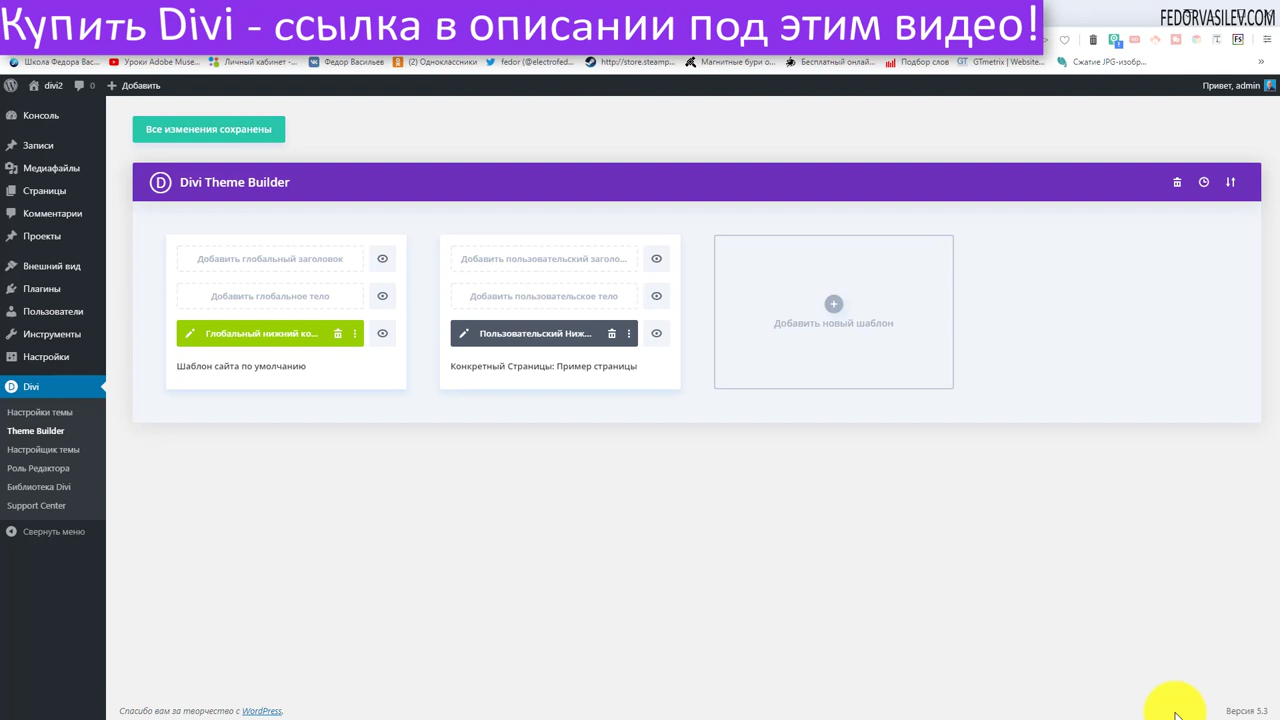 Купить Divi - ссылка в описании под этим видео!
FEDORVASILEV.COM
Школа Федора Вас...
Уроки Adobe Muse...
Личный кабинет -...
Федор Васильев
(2) Одноклассники
fedor (@electrofed...
http://store.steamp...
Магнитные бури о...
Бесплатный онлай...
Подбор слов
GTmetrix | Website...
Сжатие JPG-изобр...
divi2
0
Добавить
Привет, admin
Консоль
Записи
Медиафайлы
Страницы
Комментарии
Проекты
Внешний вид
Плагины
Пользователи
Инструменты
Настройки
Divi
Настройки темы
Theme Builder
Настройщик темы
Роль Редактора
Библиотека Divi
Support Center
Свернуть меню
Все изменения сохранены
Divi Theme Builder
Добавить глобальный заголовок
Добавить глобальное тело
Глобальный нижний ко...
Шаблон сайта по умолчанию
Добавить пользовательский заголо...
Добавить пользовательское тело
Пользовательский Ниж...
Конкретный Страницы: Пример страницы
Добавить новый шаблон
Спасибо вам за творчество с WordPress.
Версия 5.3